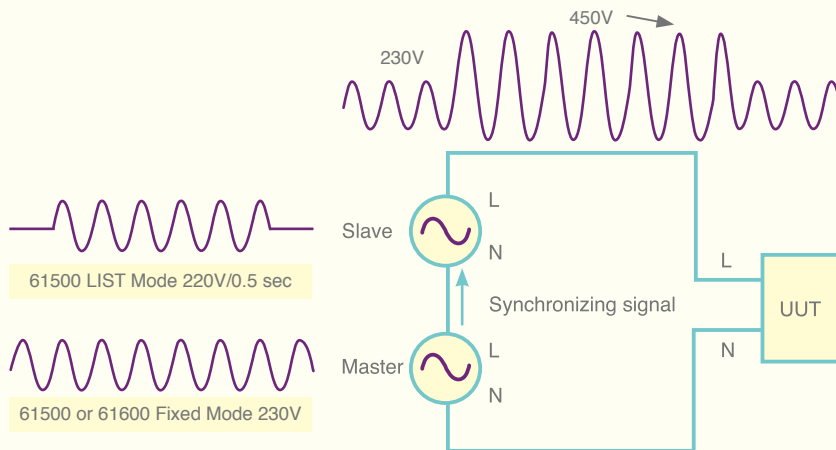 450V
230V
L
Slave
N
61500 LIST Mode 220V/0.5 sec
L
Synchronizing signal
UUT
L
N
Master
N
61500 or 61600 Fixed Mode 230V